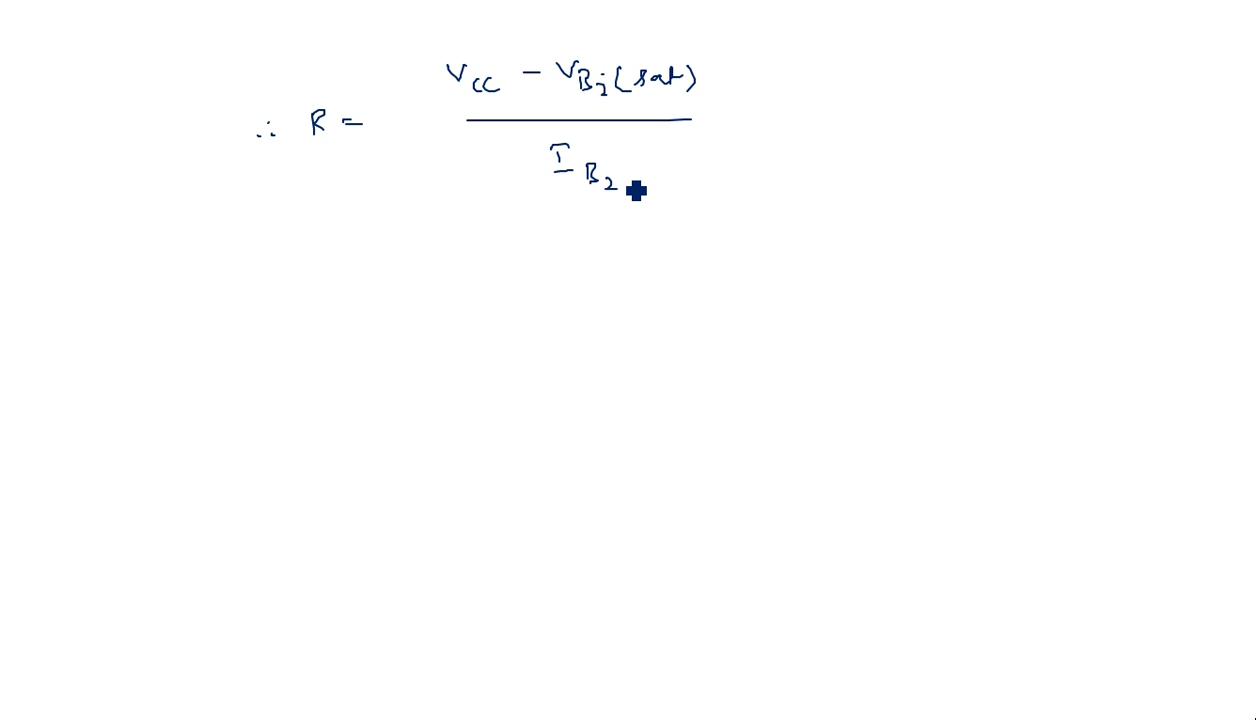 ∴ R = (V_CC - V_B2(sat)) / I_B2